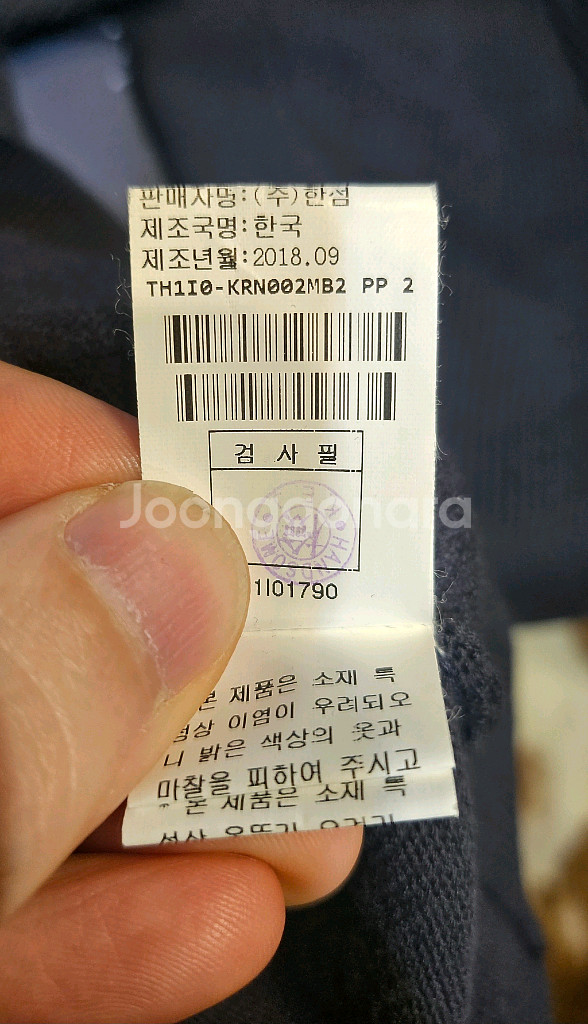 판매자명:(주)한섬
제조국명:한국
제조년월:2018.09
TH1I0-KRN002MB2 PP 2
검 사 필
Joonggonara
HANDSOME
1I01790
본 제품은 소재 특
성상 이염이 우려되오
니 밝은 색상의 옷과
마찰을 피하여 주시고
* 본 제품은 소재 특